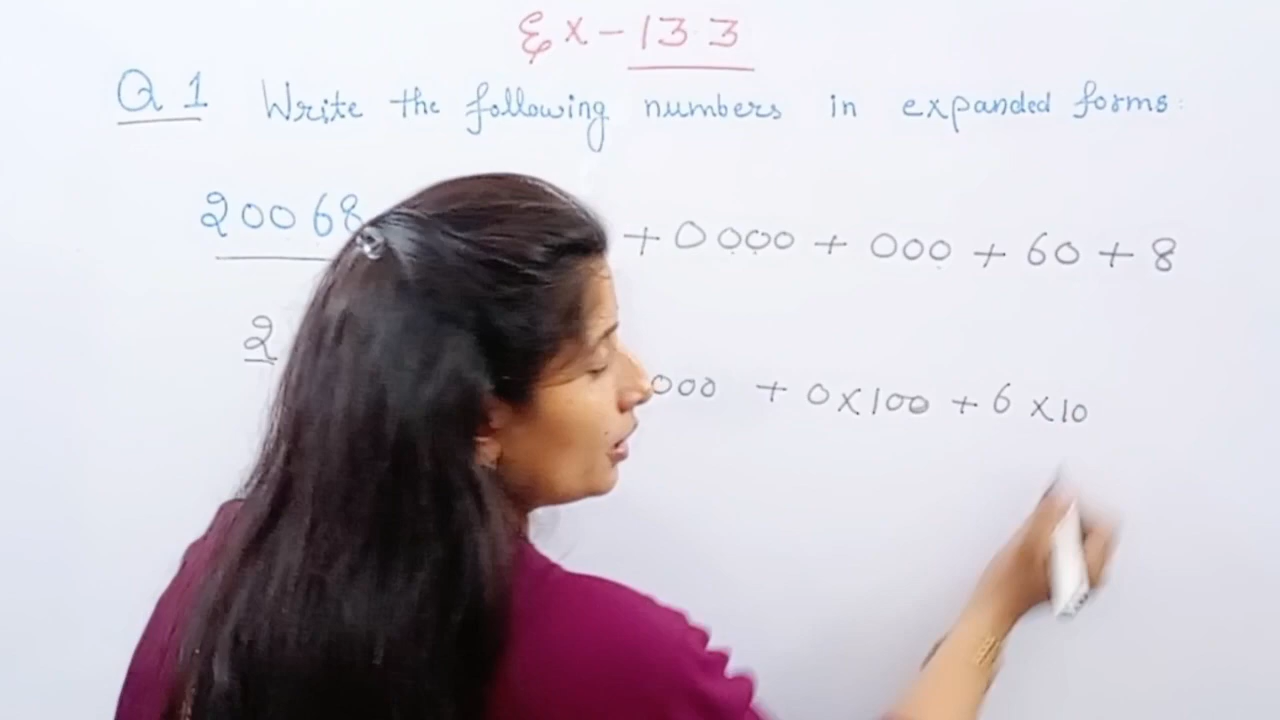 Ex-13.3
Q 1 Write the following numbers in expanded forms:
20068 +0000 + 000 + 60 + 8
2 000 + 0×100 + 6×10